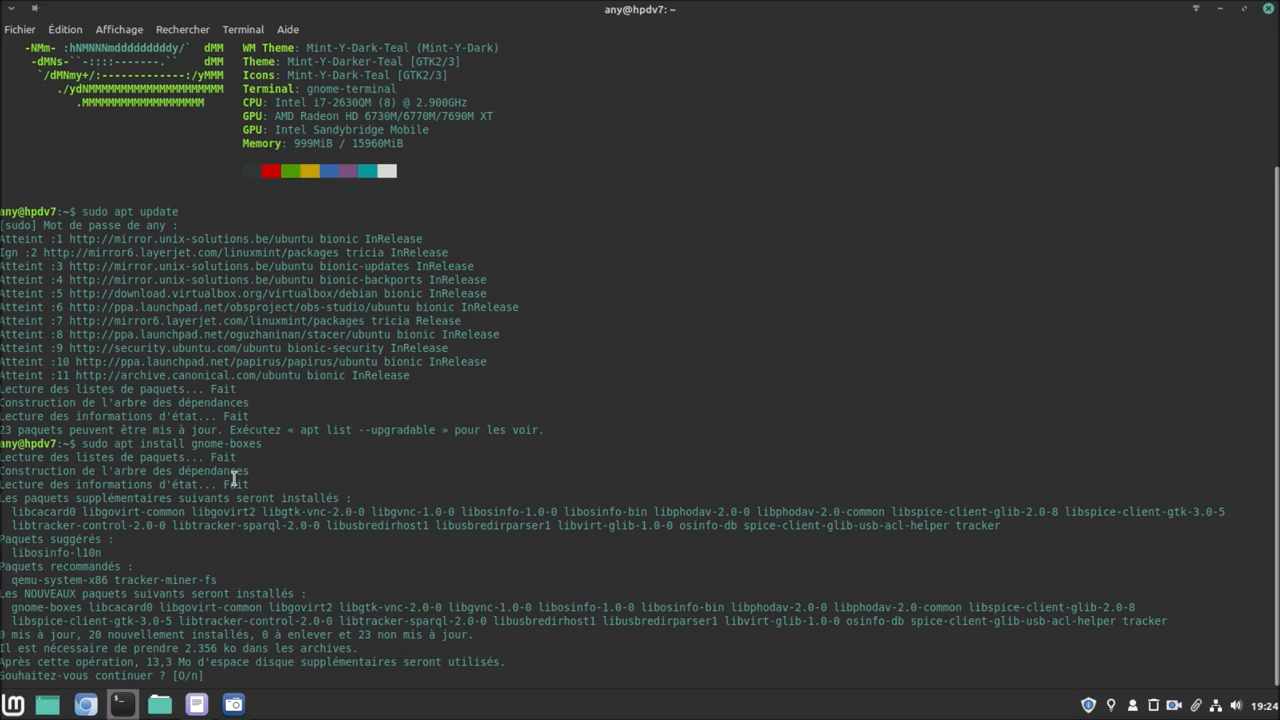 any@hpdv7: ~
Fichier Édition Affichage Rechercher Terminal Aide
-NMm- :hNMNNNmdddddddddy/` dMM WM Theme: Mint-Y-Dark-Teal (Mint-Y-Dark)
-dMNs-``-::::-------.`` dMM Theme: Mint-Y-Darker-Teal [GTK2/3]
`/dMNmy+/:-------------:/yMMM Icons: Mint-Y-Dark-Teal [GTK2/3]
./ydNMMMMMMMMMMMMMMMMMMMMM Terminal: gnome-terminal
.MMMMMMMMMMMMMMMMMMM CPU: Intel i7-2630QM (8) @ 2.900GHz
GPU: AMD Radeon HD 6730M/6770M/7690M XT
GPU: Intel Sandybridge Mobile
Memory: 999MiB / 15960MiB
any@hpdv7:~$ sudo apt update
[sudo] Mot de passe de any :
Atteint :1 http://mirror.unix-solutions.be/ubuntu bionic InRelease
Ign :2 http://mirror6.layerjet.com/linuxmint/packages tricia InRelease
Atteint :3 http://mirror.unix-solutions.be/ubuntu bionic-updates InRelease
Atteint :4 http://mirror.unix-solutions.be/ubuntu bionic-backports InRelease
Atteint :5 http://download.virtualbox.org/virtualbox/debian bionic InRelease
Atteint :6 http://ppa.launchpad.net/obsproject/obs-studio/ubuntu bionic InRelease
Atteint :7 http://mirror6.layerjet.com/linuxmint/packages tricia Release
Atteint :8 http://ppa.launchpad.net/oguzhaninan/stacer/ubuntu bionic InRelease
Atteint :9 http://security.ubuntu.com/ubuntu bionic-security InRelease
Atteint :10 http://ppa.launchpad.net/papirus/papirus/ubuntu bionic InRelease
Atteint :11 http://archive.canonical.com/ubuntu bionic InRelease
Lecture des listes de paquets... Fait
Construction de l'arbre des dépendances
Lecture des informations d'état... Fait
23 paquets peuvent être mis à jour. Exécutez « apt list --upgradable » pour les voir.
any@hpdv7:~$ sudo apt install gnome-boxes
Lecture des listes de paquets... Fait
Construction de l'arbre des dépendances
Lecture des informations d'état... Fait
Les paquets supplémentaires suivants seront installés :
libcacard0 libgovirt-common libgovirt2 libgtk-vnc-2.0-0 libgvnc-1.0-0 libosinfo-1.0-0 libosinfo-bin libphodav-2.0-0 libphodav-2.0-common libspice-client-glib-2.0-8 libspice-client-gtk-3.0-5
libtracker-control-2.0-0 libtracker-sparql-2.0-0 libusbredirhost1 libusbredirparser1 libvirt-glib-1.0-0 osinfo-db spice-client-glib-usb-acl-helper tracker
Paquets suggérés :
libosinfo-l10n
Paquets recommandés :
qemu-system-x86 tracker-miner-fs
Les NOUVEAUX paquets suivants seront installés :
gnome-boxes libcacard0 libgovirt-common libgovirt2 libgtk-vnc-2.0-0 libgvnc-1.0-0 libosinfo-1.0-0 libosinfo-bin libphodav-2.0-0 libphodav-2.0-common libspice-client-glib-2.0-8
libspice-client-gtk-3.0-5 libtracker-control-2.0-0 libtracker-sparql-2.0-0 libusbredirhost1 libusbredirparser1 libvirt-glib-1.0-0 osinfo-db spice-client-glib-usb-acl-helper tracker
0 mis à jour, 20 nouvellement installés, 0 à enlever et 23 non mis à jour.
Il est nécessaire de prendre 2.356 ko dans les archives.
Après cette opération, 13,3 Mo d'espace disque supplémentaires seront utilisés.
Souhaitez-vous continuer ? [O/n]
19:24